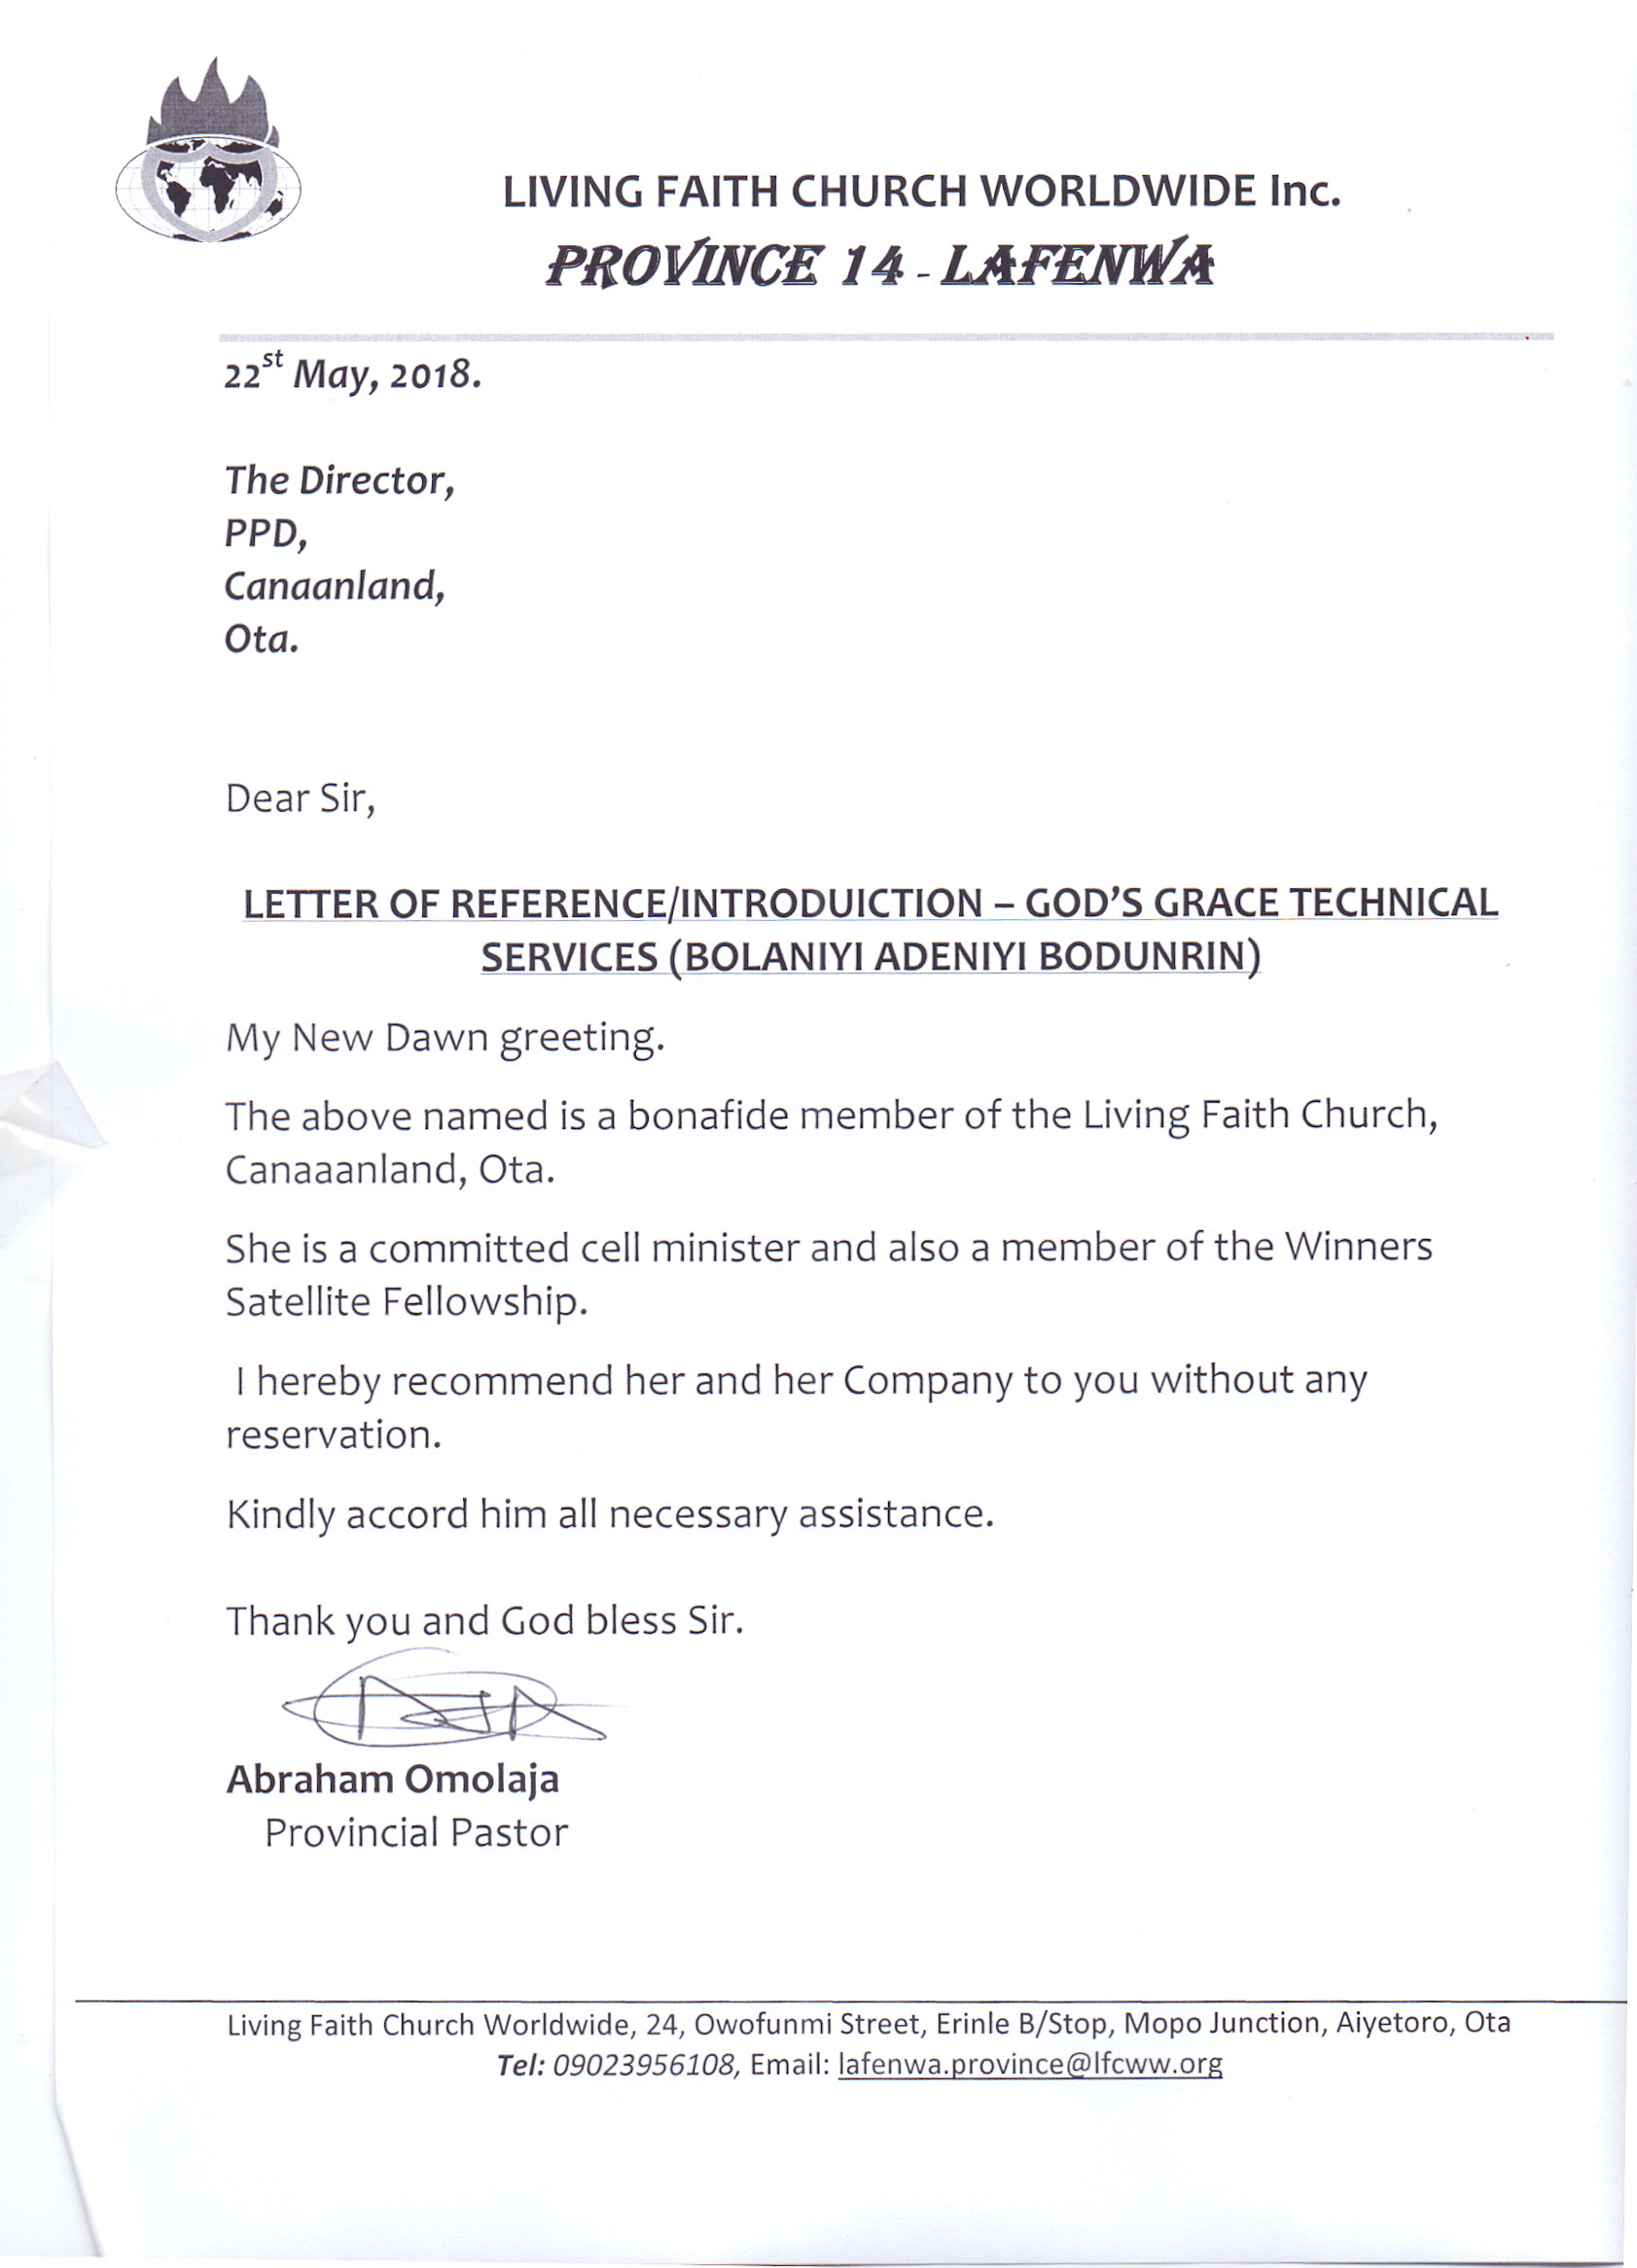 LIVING FAITH CHURCH WORLDWIDE Inc.
PROVINCE 14 - LAFENWA
22st May, 2018.
The Director,
PPD,
Canaanland,
Ota.
Dear Sir,
LETTER OF REFERENCE/INTRODUICTION – GOD'S GRACE TECHNICAL
SERVICES (BOLANIYI ADENIYI BODUNRIN)
My New Dawn greeting.
The above named is a bonafide member of the Living Faith Church,
Canaaanland, Ota.
She is a committed cell minister and also a member of the Winners
Satellite Fellowship.
I hereby recommend her and her Company to you without any
reservation.
Kindly accord him all necessary assistance.
Thank you and God bless Sir.
Abraham Omolaja
Provincial Pastor
Living Faith Church Worldwide, 24, Owofunmi Street, Erinle B/Stop, Mopo Junction, Aiyetoro, Ota
Tel: 09023956108, Email: lafenwa.province@lfcww.org